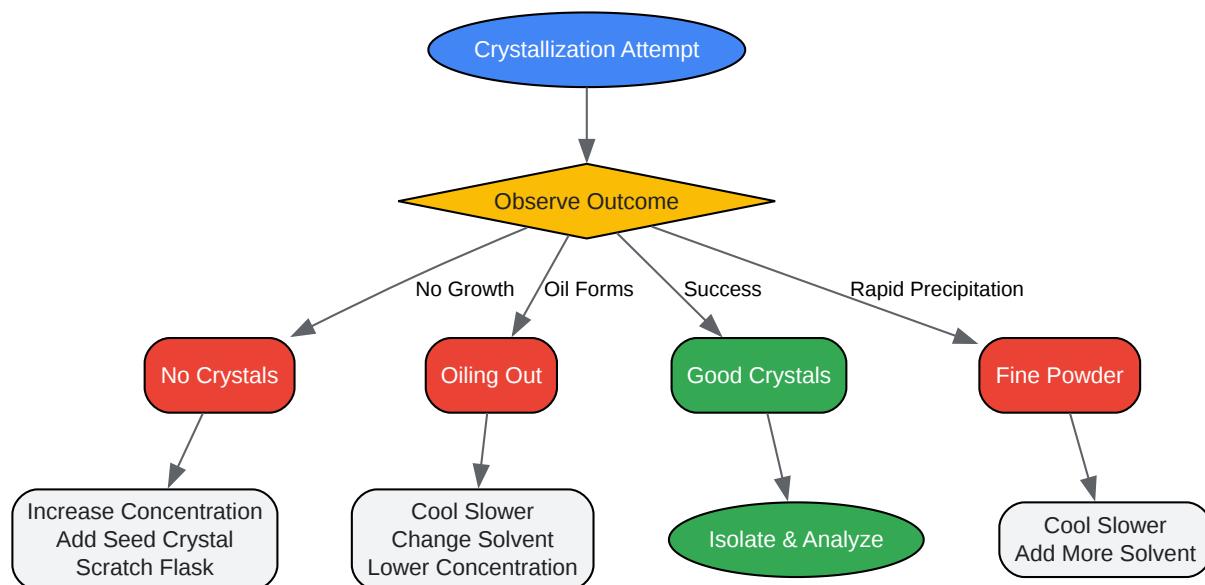 Crystallization Attempt
Observe Outcome
No Growth
Oil Forms
Success
Rapid Precipitation
No Crystals
Oiling Out
Good Crystals
Fine Powder
Increase Concentration
Add Seed Crystal
Scratch Flask
Cool Slower
Change Solvent
Lower Concentration
Isolate & Analyze
Cool Slower
Add More Solvent